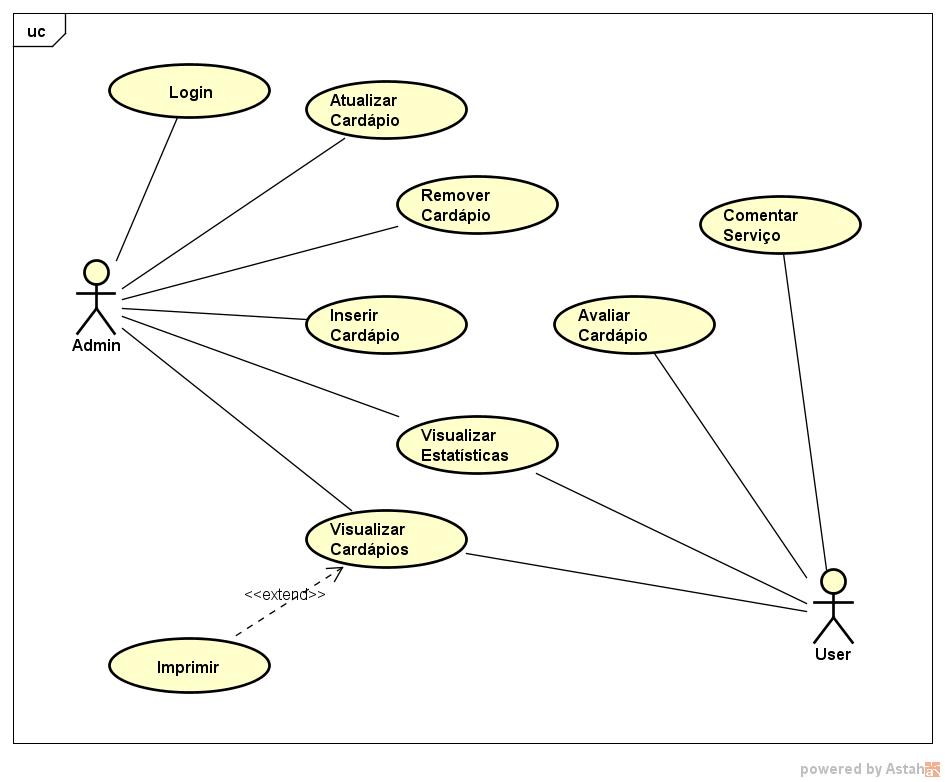 uc
Login
Atualizar
Cardápio
Remover
Cardápio
Comentar
Serviço
Admin
Inserir
Cardápio
Avaliar
Cardápio
Visualizar
Estatísticas
Visualizar
Cardápios
<<extend>>
Imprimir
User
powered by Astah